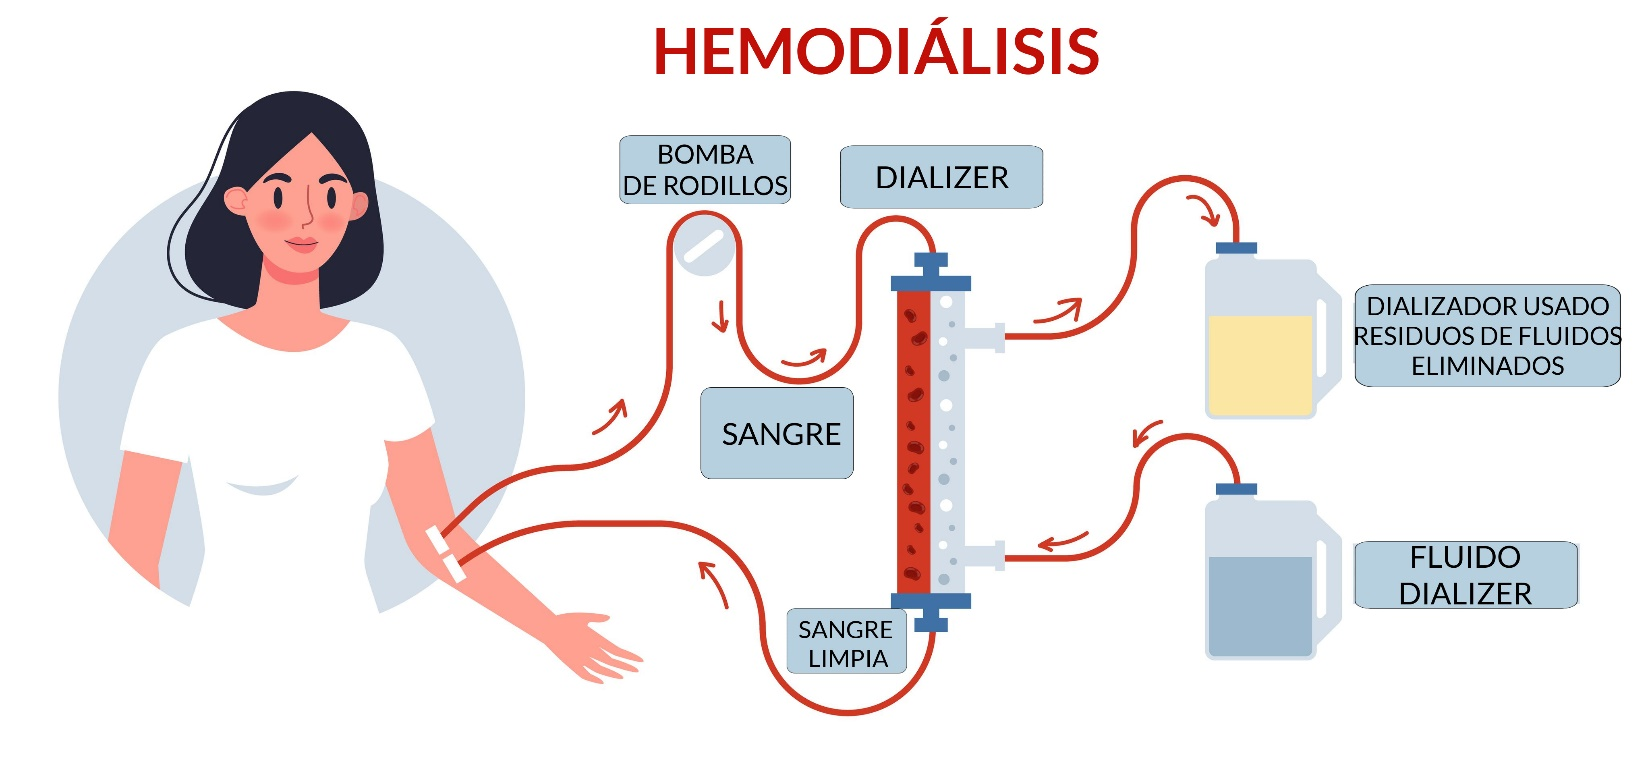 HEMODIÁLISIS
BOMBA
DE RODILLOS
DIALIZER
DIALIZADOR USADO
RESIDUOS DE FLUIDOS
ELIMINADOS
SANGRE
FLUIDO
DIALIZER
SANGRE
LIMPIA